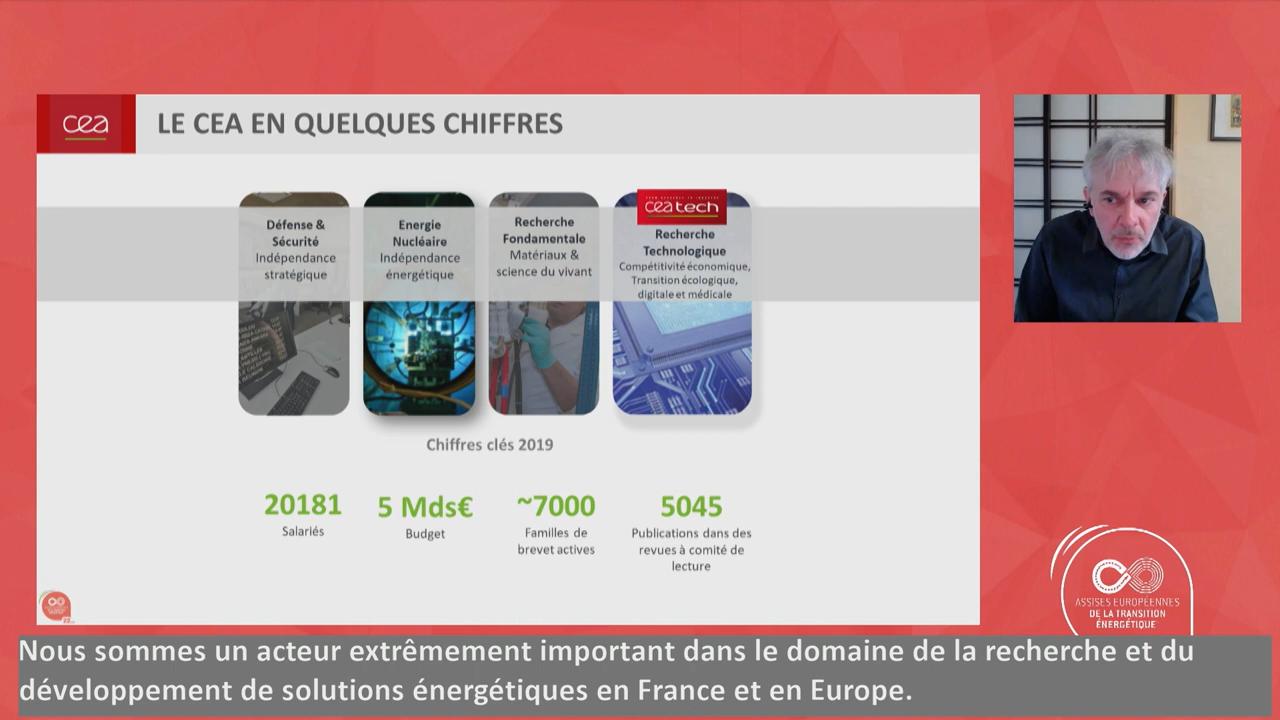 cea
LE CEA EN QUELQUES CHIFFRES
Défense &
Sécurité
Indépendance
stratégique
Energie
Nucléaire
Indépendance
énergétique
Recherche
Fondamentale
Matériaux &
science du vivant
ceatech
Recherche
Technologique
Compétitivité économique,
Transition écologique,
digitale et médicale
Chiffres clés 2019
20181
Salariés
5 Mds€
Budget
~7000
Familles de
brevet actives
5045
Publications dans des
revues à comité de
lecture
ASSISES EUROPÉENNES
DE LA TRANSITION
ÉNERGÉTIQUE
Nous sommes un acteur extrêmement important dans le domaine de la recherche et du
développement de solutions énergétiques en France et en Europe.